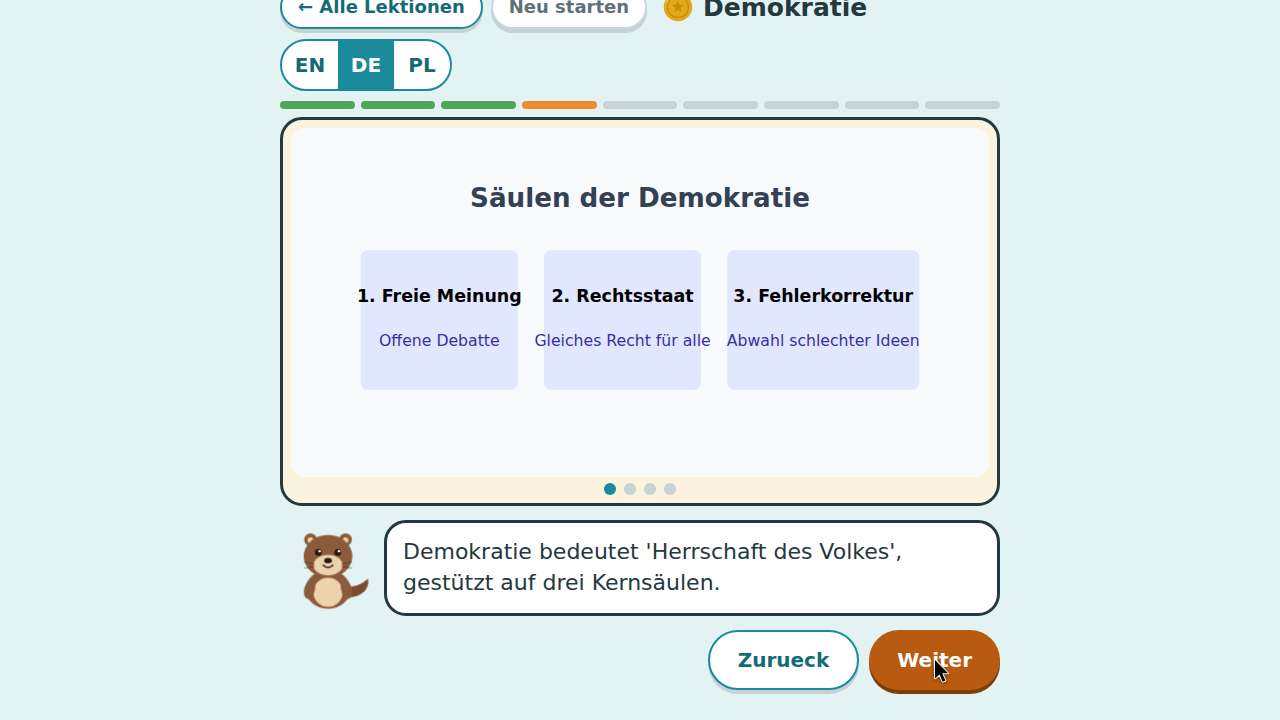 ← Alle Lektionen
Neu starten
Demokratie
EN
DE
PL
Säulen der Demokratie
1. Freie Meinung
Offene Debatte
2. Rechtsstaat
Gleiches Recht für alle
3. Fehlerkorrektur
Abwahl schlechter Ideen
Demokratie bedeutet 'Herrschaft des Volkes',
gestützt auf drei Kernsäulen.
Zurueck
Weiter